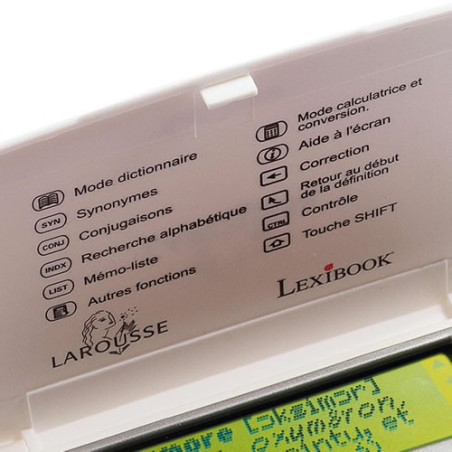 Mode dictionnaire
SYN Synonymes
CONJ Conjugaisons
INDX Recherche alphabétique
LIST Mémo-liste
Autres fonctions
LAROUSSE
Mode calculatrice et
conversion.
Aide à l'écran
Correction
Retour au début
de la définition
CTRL Contrôle
Touche SHIFT
LEXIBOOK
et